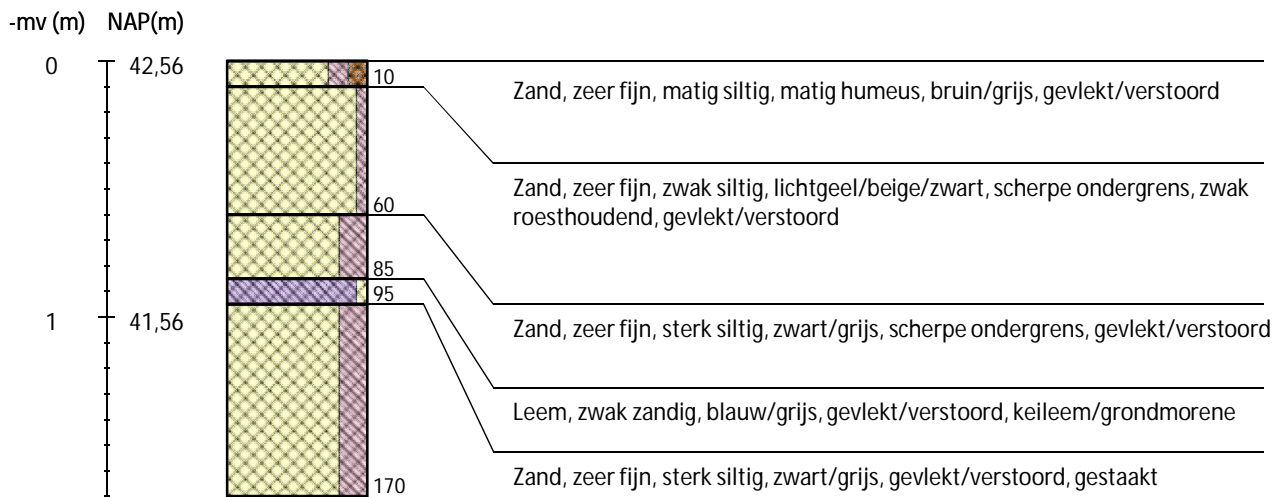 -mv (m) NAP(m)
0 42,56
10
Zand, zeer fijn, matig siltig, matig humeus, bruin/grijs, gevlekt/verstoord
Zand, zeer fijn, zwak siltig, lichtgeel/beige/zwart, scherpe ondergrens, zwak
roesthoudend, gevlekt/verstoord
60
85
95
1 41,56
Zand, zeer fijn, sterk siltig, zwart/grijs, scherpe ondergrens, gevlekt/verstoord
Leem, zwak zandig, blauw/grijs, gevlekt/verstoord, keileem/grondmorene
Zand, zeer fijn, sterk siltig, zwart/grijs, gevlekt/verstoord, gestaakt
170